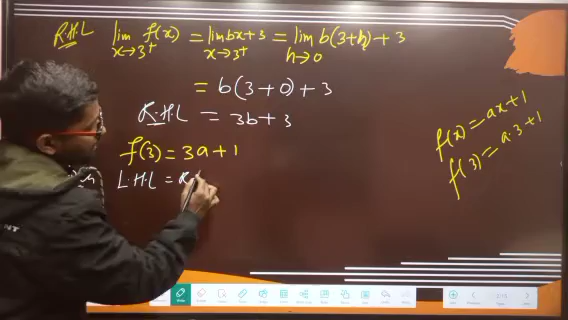 R.H.L lim f(x) = lim bx+3 = lim b(3+h)+3
x→3⁺ x→3⁺ h→0
= b(3+0)+3
R.H.L = 3b+3
f(3) = 3a+1
L.H.L = R
f(x) = ax+1
f(3) = a·3+1